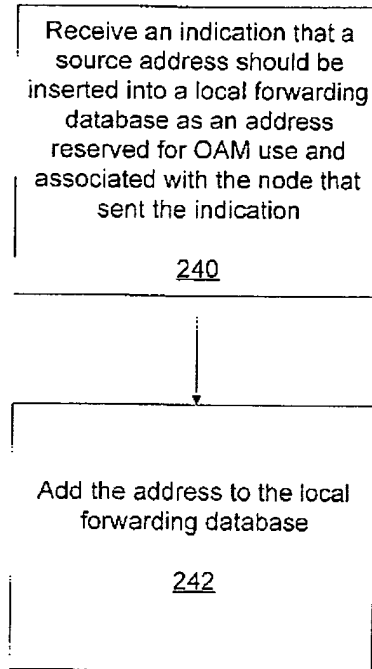 Receive an indication that a
source address should be
inserted into a local forwarding
database as an address
reserved for OAM use and
associated with the node that
sent the indication
240
Add the address to the local
forwarding database
242